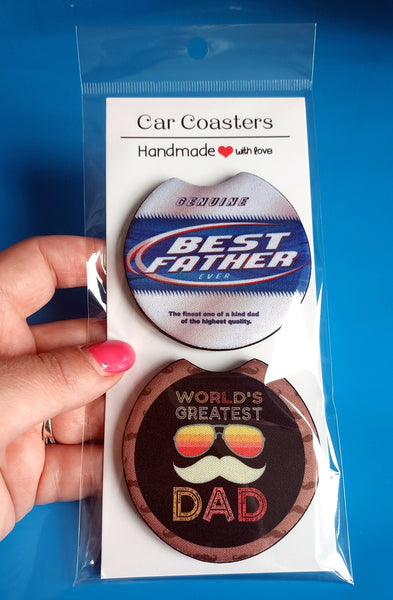 Car Coasters
Handmade with love
GENUINE
BEST
FATHER
EVER
The finest one of a kind dad
of the highest quality.
WORLD'S
GREATEST
DAD